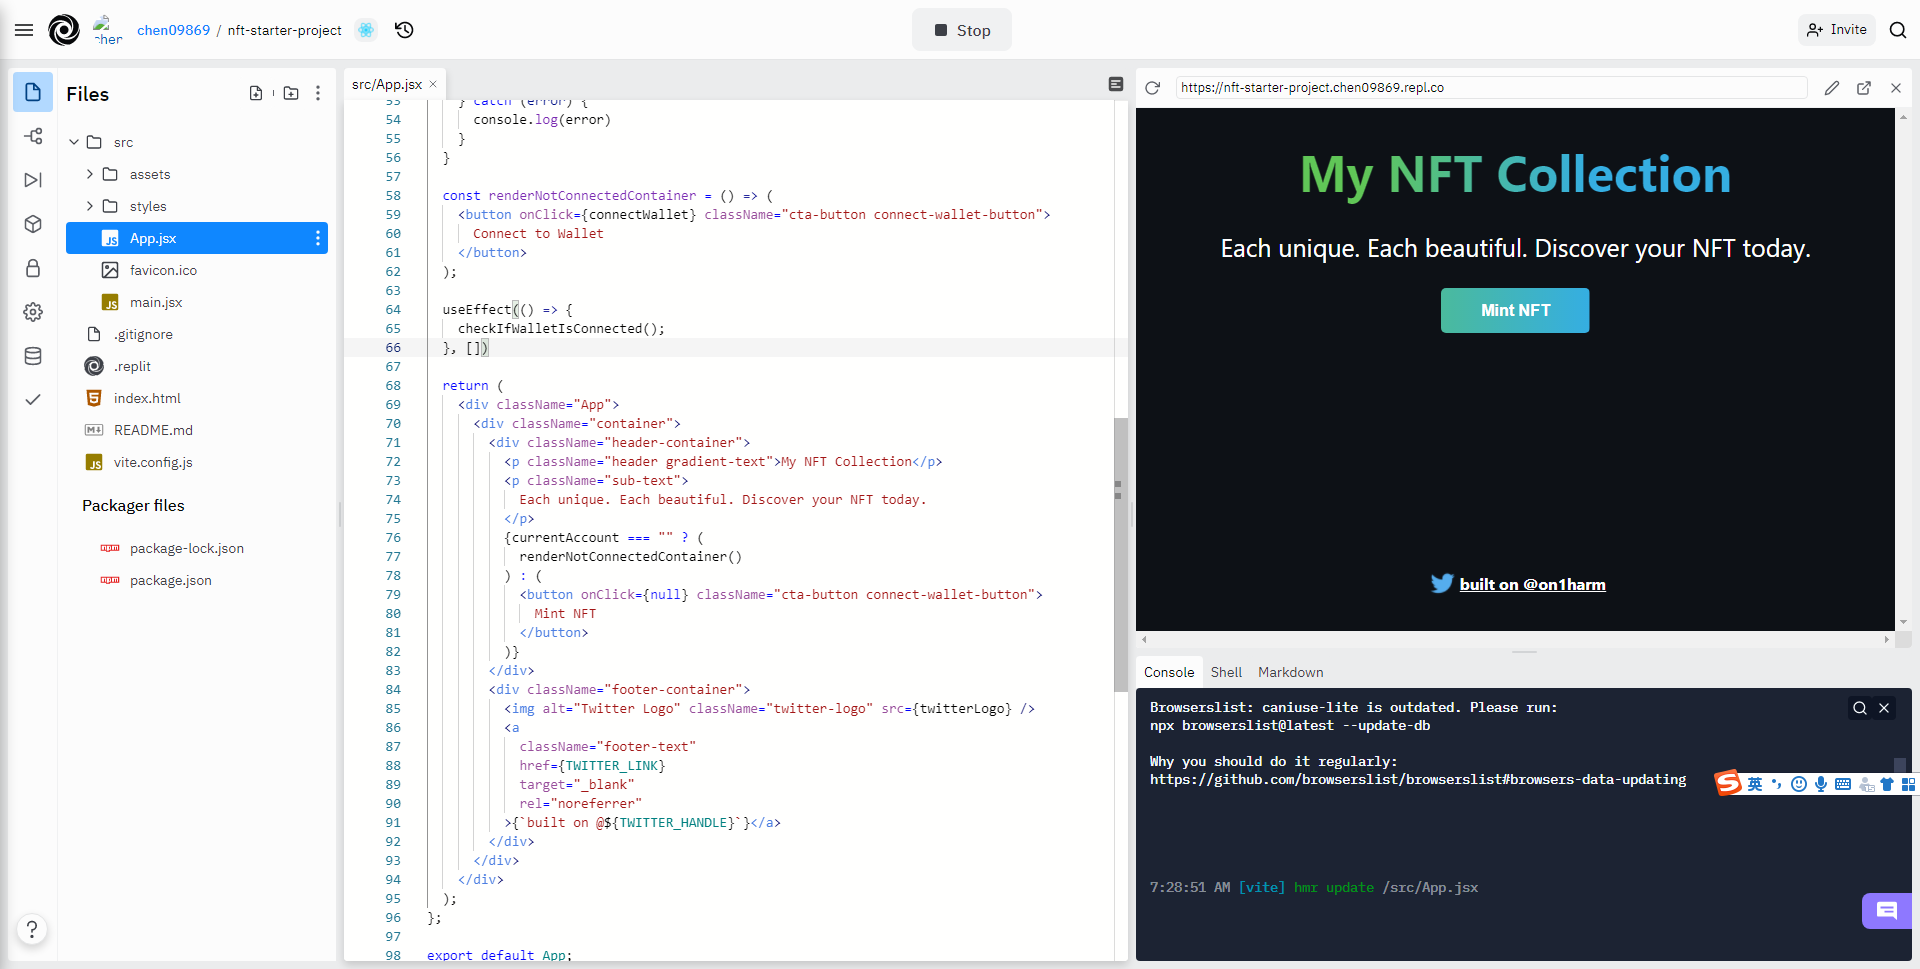 chen09869 / nft-starter-project
Stop
Invite
cher
Files
src
assets
styles
App.jsx
favicon.ico
main.jsx
.gitignore
.replit
index.html
README.md
vite.config.js
Packager files
package-lock.json
package.json
src/App.jsx
53 } catch (error) {
54 console.log(error)
55 }
56 }
57
58 const renderNotConnectedContainer = () => (
59 <button onClick={connectWallet} className="cta-button connect-wallet-button">
60 Connect to Wallet
61 </button>
62 );
63
64 useEffect(() => {
65 checkIfWalletIsConnected();
66 }, [])
67
68 return (
69 <div className="App">
70 <div className="container">
71 <div className="header-container">
72 <p className="header gradient-text">My NFT Collection</p>
73 <p className="sub-text">
74 Each unique. Each beautiful. Discover your NFT today.
75 </p>
76 {currentAccount === "" ? (
77 renderNotConnectedContainer()
78 ) : (
79 <button onClick={null} className="cta-button connect-wallet-button">
80 Mint NFT
81 </button>
82 )}
83 </div>
84 <div className="footer-container">
85 <img alt="Twitter Logo" className="twitter-logo" src={twitterLogo} />
86 <a
87 className="footer-text"
88 href={TWITTER_LINK}
89 target="_blank"
90 rel="noreferrer"
91 >{`built on @${TWITTER_HANDLE}`}</a>
92 </div>
93 </div>
94 </div>
95 );
96 };
97
98 export default App;
https://nft-starter-project.chen09869.repl.co
My NFT Collection
Each unique. Each beautiful. Discover your NFT today.
Mint NFT
built on @on1harm
Console Shell Markdown
Browserslist: caniuse-lite is outdated. Please run:
npx browserslist@latest --update-db
Why you should do it regularly:
https://github.com/browserslist/browserslist#browsers-data-updating
英
7:28:51 AM [vite] hmr update /src/App.jsx